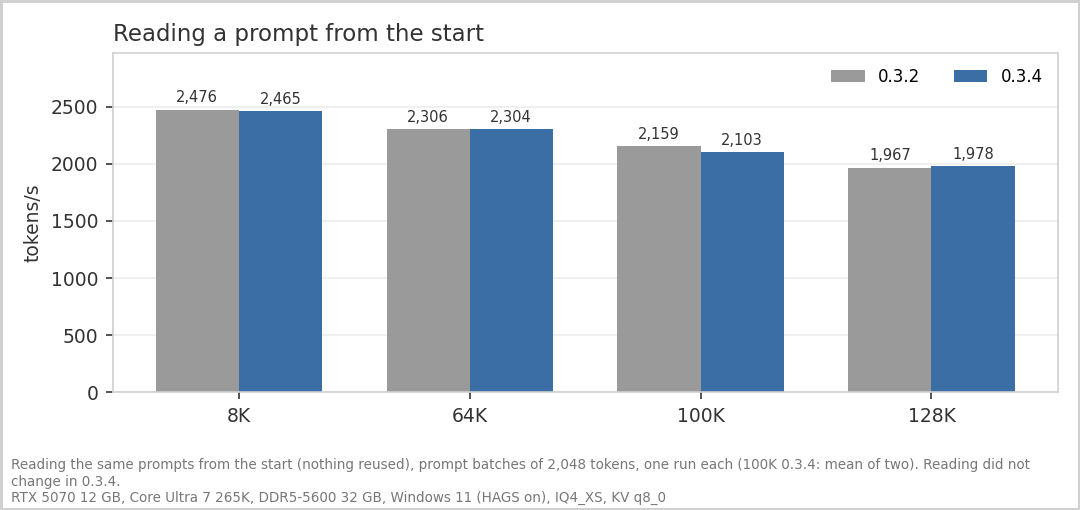 Reading a prompt from the start
0.3.2
0.3.4
2,476
2,465
2,306
2,304
2,159
2,103
1,967
1,978
tokens/s
2500
2000
1500
1000
500
0
8K
64K
100K
128K
Reading the same prompts from the start (nothing reused), prompt batches of 2,048 tokens, one run each (100K 0.3.4: mean of two). Reading did not
change in 0.3.4.
RTX 5070 12 GB, Core Ultra 7 265K, DDR5-5600 32 GB, Windows 11 (HAGS on), IQ4_XS, KV q8_0